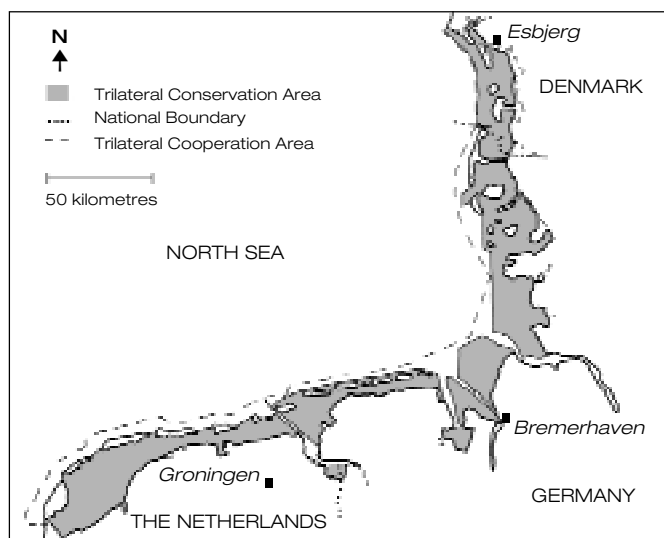 N
Trilateral Conservation Area
National Boundary
Trilateral Cooperation Area
50 kilometres
Esbjerg
DENMARK
NORTH SEA
Bremerhaven
Groningen
GERMANY
THE NETHERLANDS